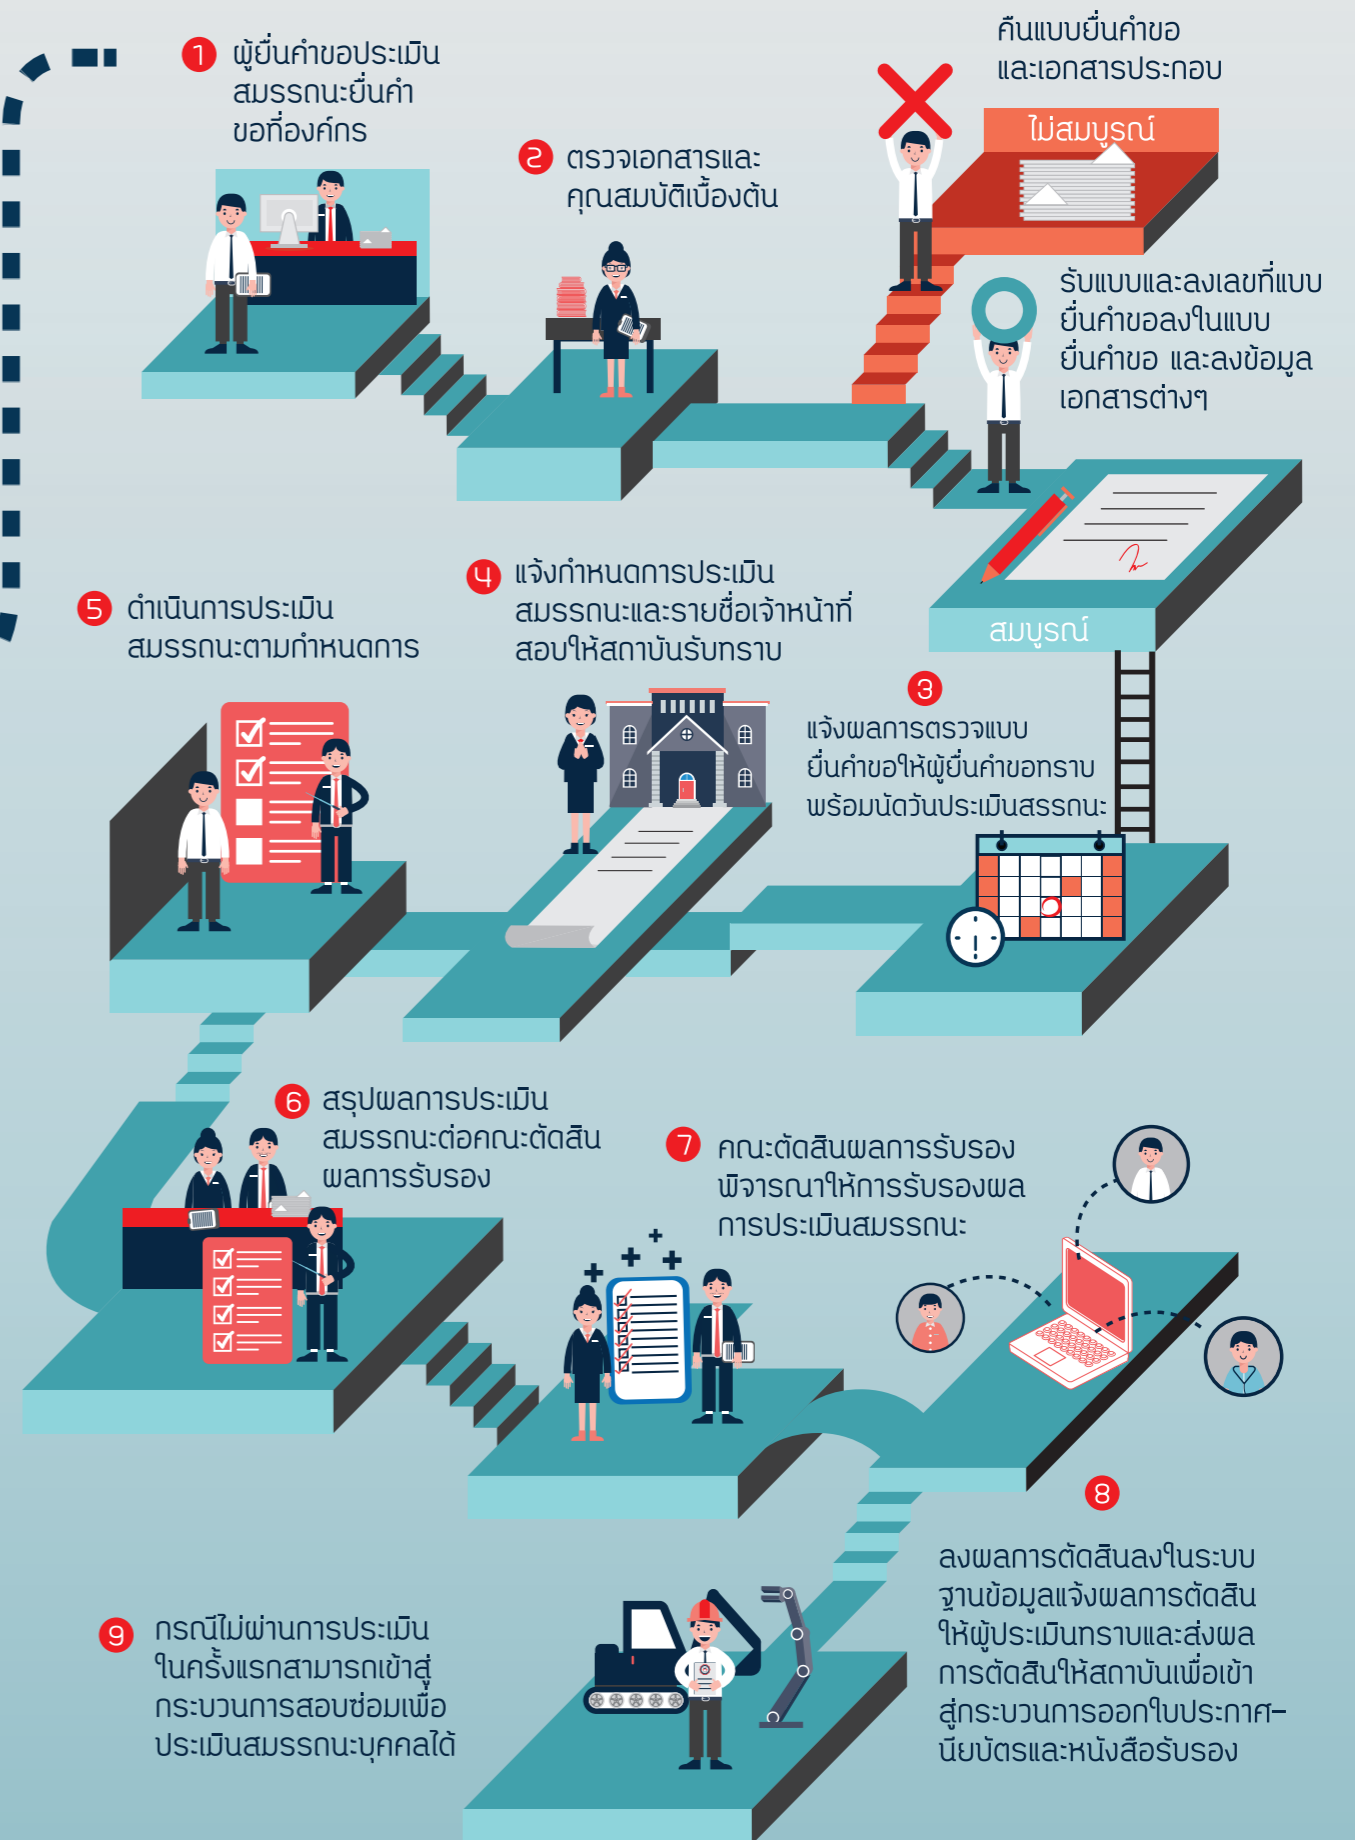 1 ผู้ยื่นคำขอประเมิน
สมรรถนะยื่นคำ
ขอที่องค์กร
2 ตรวจเอกสารและ
คุณสมบัติเบื้องต้น
คืนแบบยื่นคำขอ
และเอกสารประกอบ
ไม่สมบูรณ์
รับแบบและลงเลขที่แบบ
ยื่นคำขอลงในแบบ
ยื่นคำขอ และลงข้อมูล
เอกสารต่างๆ
สมบูรณ์
3
แจ้งผลการตรวจแบบ
ยื่นคำขอให้ผู้ยื่นคำขอทราบ
พร้อมนัดวันประเมินสรรถนะ
4 แจ้งกำหนดการประเมิน
สมรรถนะและรายชื่อเจ้าหน้าที่
สอบให้สถาบันรับทราบ
5 ดำเนินการประเมิน
สมรรถนะตามกำหนดการ
6 สรุปผลการประเมิน
สมรรถนะต่อคณะตัดสิน
ผลการรับรอง
7 คณะตัดสินผลการรับรอง
พิจารณาให้การรับรองผล
การประเมินสมรรถนะ
8
ลงผลการตัดสินลงในระบบ
ฐานข้อมูลแจ้งผลการตัดสิน
ให้ผู้ประเมินทราบและส่งผล
การตัดสินให้สถาบันเพื่อเข้า
สู่กระบวนการออกใบประกาศ-
นียบัตรและหนังสือรับรอง
9 กรณีไม่ผ่านการประเมิน
ในครั้งแรกสามารถเข้าสู่
กระบวนการสอบซ่อมเพื่อ
ประเมินสมรรถนะบุคคลได้